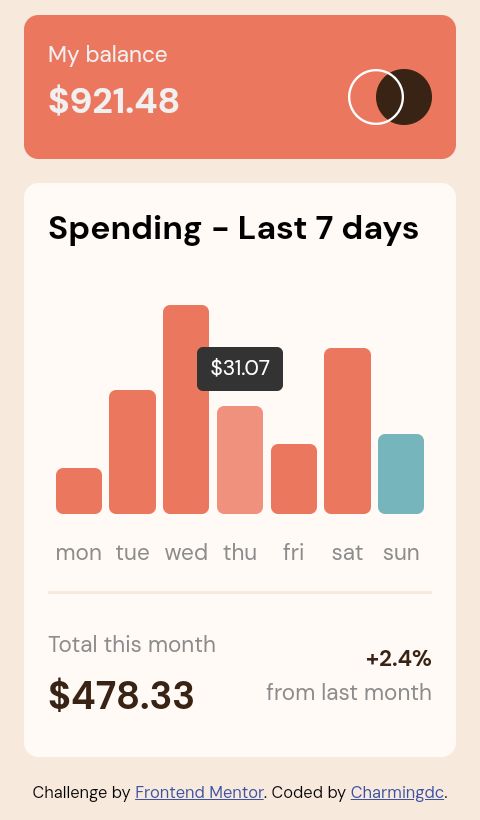 My balance
$921.48
Spending - Last 7 days
$31.07
mon tue wed thu fri sat sun
Total this month
$478.33
+2.4%
from last month
Challenge by Frontend Mentor. Coded by Charmingdc.